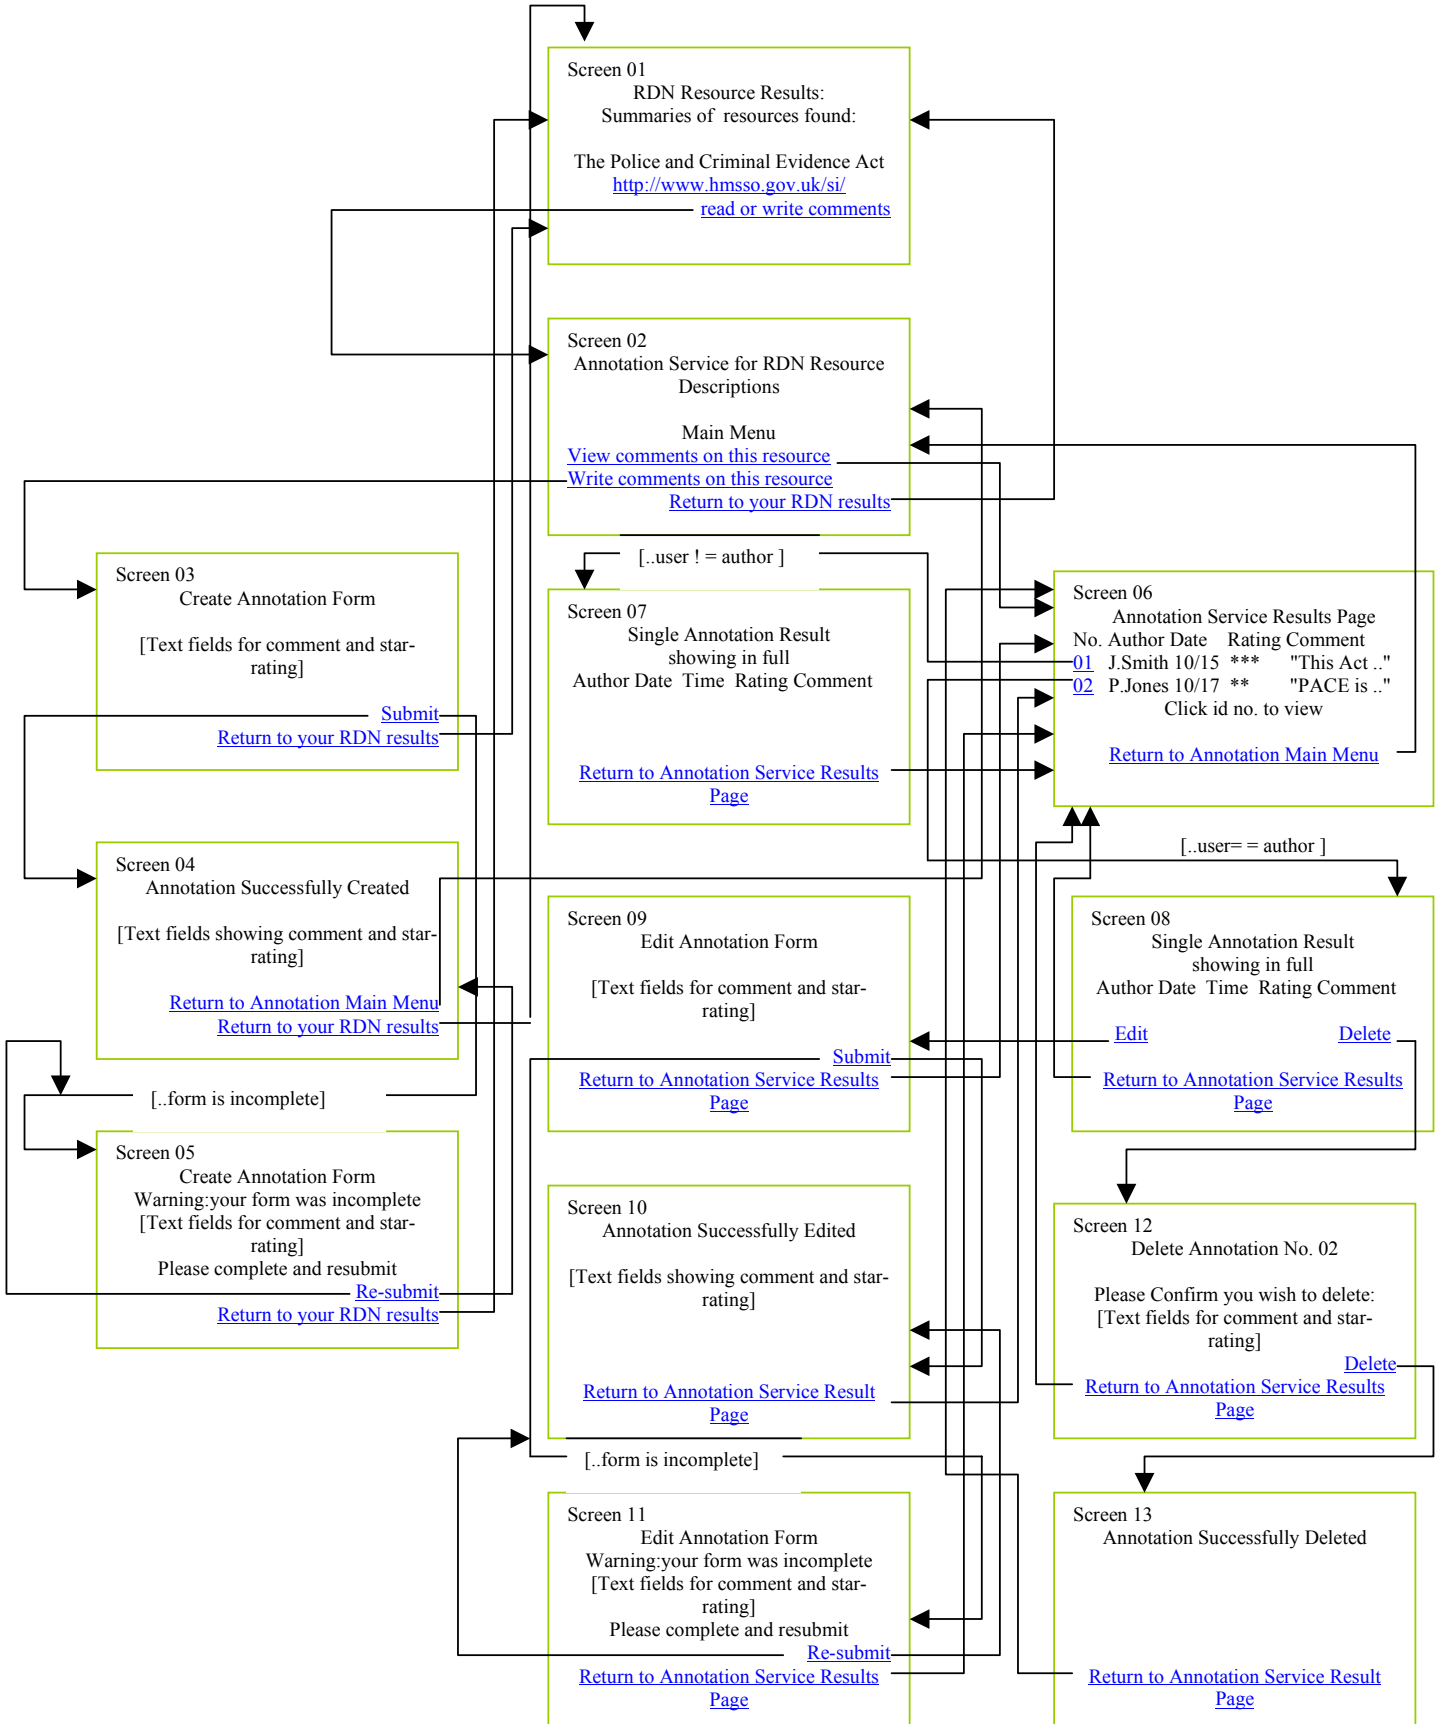 Screen 01
RDN Resource Results:
Summaries of resources found:
The Police and Criminal Evidence Act
http://www.hmsso.gov.uk/si/
read or write comments
Screen 02
Annotation Service for RDN Resource
Descriptions
Main Menu
View comments on this resource
Write comments on this resource
Return to your RDN results
[..user ! = author ]
Screen 03
Create Annotation Form
[Text fields for comment and star-
rating]
Submit
Return to your RDN results
Screen 07
Single Annotation Result
showing in full
Author Date Time Rating Comment
Return to Annotation Service Results
Page
Screen 06
Annotation Service Results Page
No. Author Date Rating Comment
01 J.Smith 10/15 *** "This Act .."
02 P.Jones 10/17 ** "PACE is .."
Click id no. to view
Return to Annotation Main Menu
[..user= = author ]
Screen 04
Annotation Successfully Created
[Text fields showing comment and star-
rating]
Return to Annotation Main Menu
Return to your RDN results
Screen 09
Edit Annotation Form
[Text fields for comment and star-
rating]
Submit
Return to Annotation Service Results
Page
Screen 08
Single Annotation Result
showing in full
Author Date Time Rating Comment
Edit Delete
Return to Annotation Service Results
Page
[..form is incomplete]
Screen 05
Create Annotation Form
Warning:your form was incomplete
[Text fields for comment and star-
rating]
Please complete and resubmit
Re-submit
Return to your RDN results
Screen 10
Annotation Successfully Edited
[Text fields showing comment and star-
rating]
Return to Annotation Service Result
Page
Screen 12
Delete Annotation No. 02
Please Confirm you wish to delete:
[Text fields for comment and star-
rating]
Delete
Return to Annotation Service Results
Page
[..form is incomplete]
Screen 11
Edit Annotation Form
Warning:your form was incomplete
[Text fields for comment and star-
rating]
Please complete and resubmit
Re-submit
Return to Annotation Service Results
Page
Screen 13
Annotation Successfully Deleted
Return to Annotation Service Result
Page